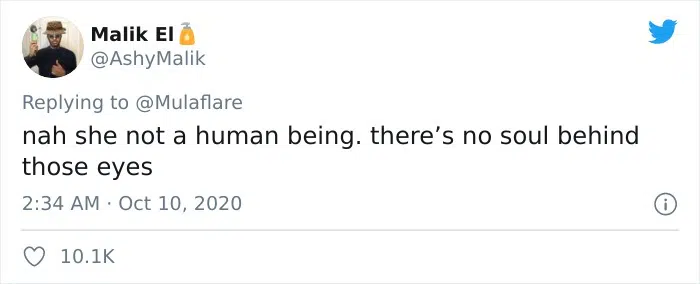 Malik El🧴
@AshyMalik
Replying to @Mulaflare
nah she not a human being. there’s no soul behind
those eyes
2:34 AM · Oct 10, 2020
10.1K